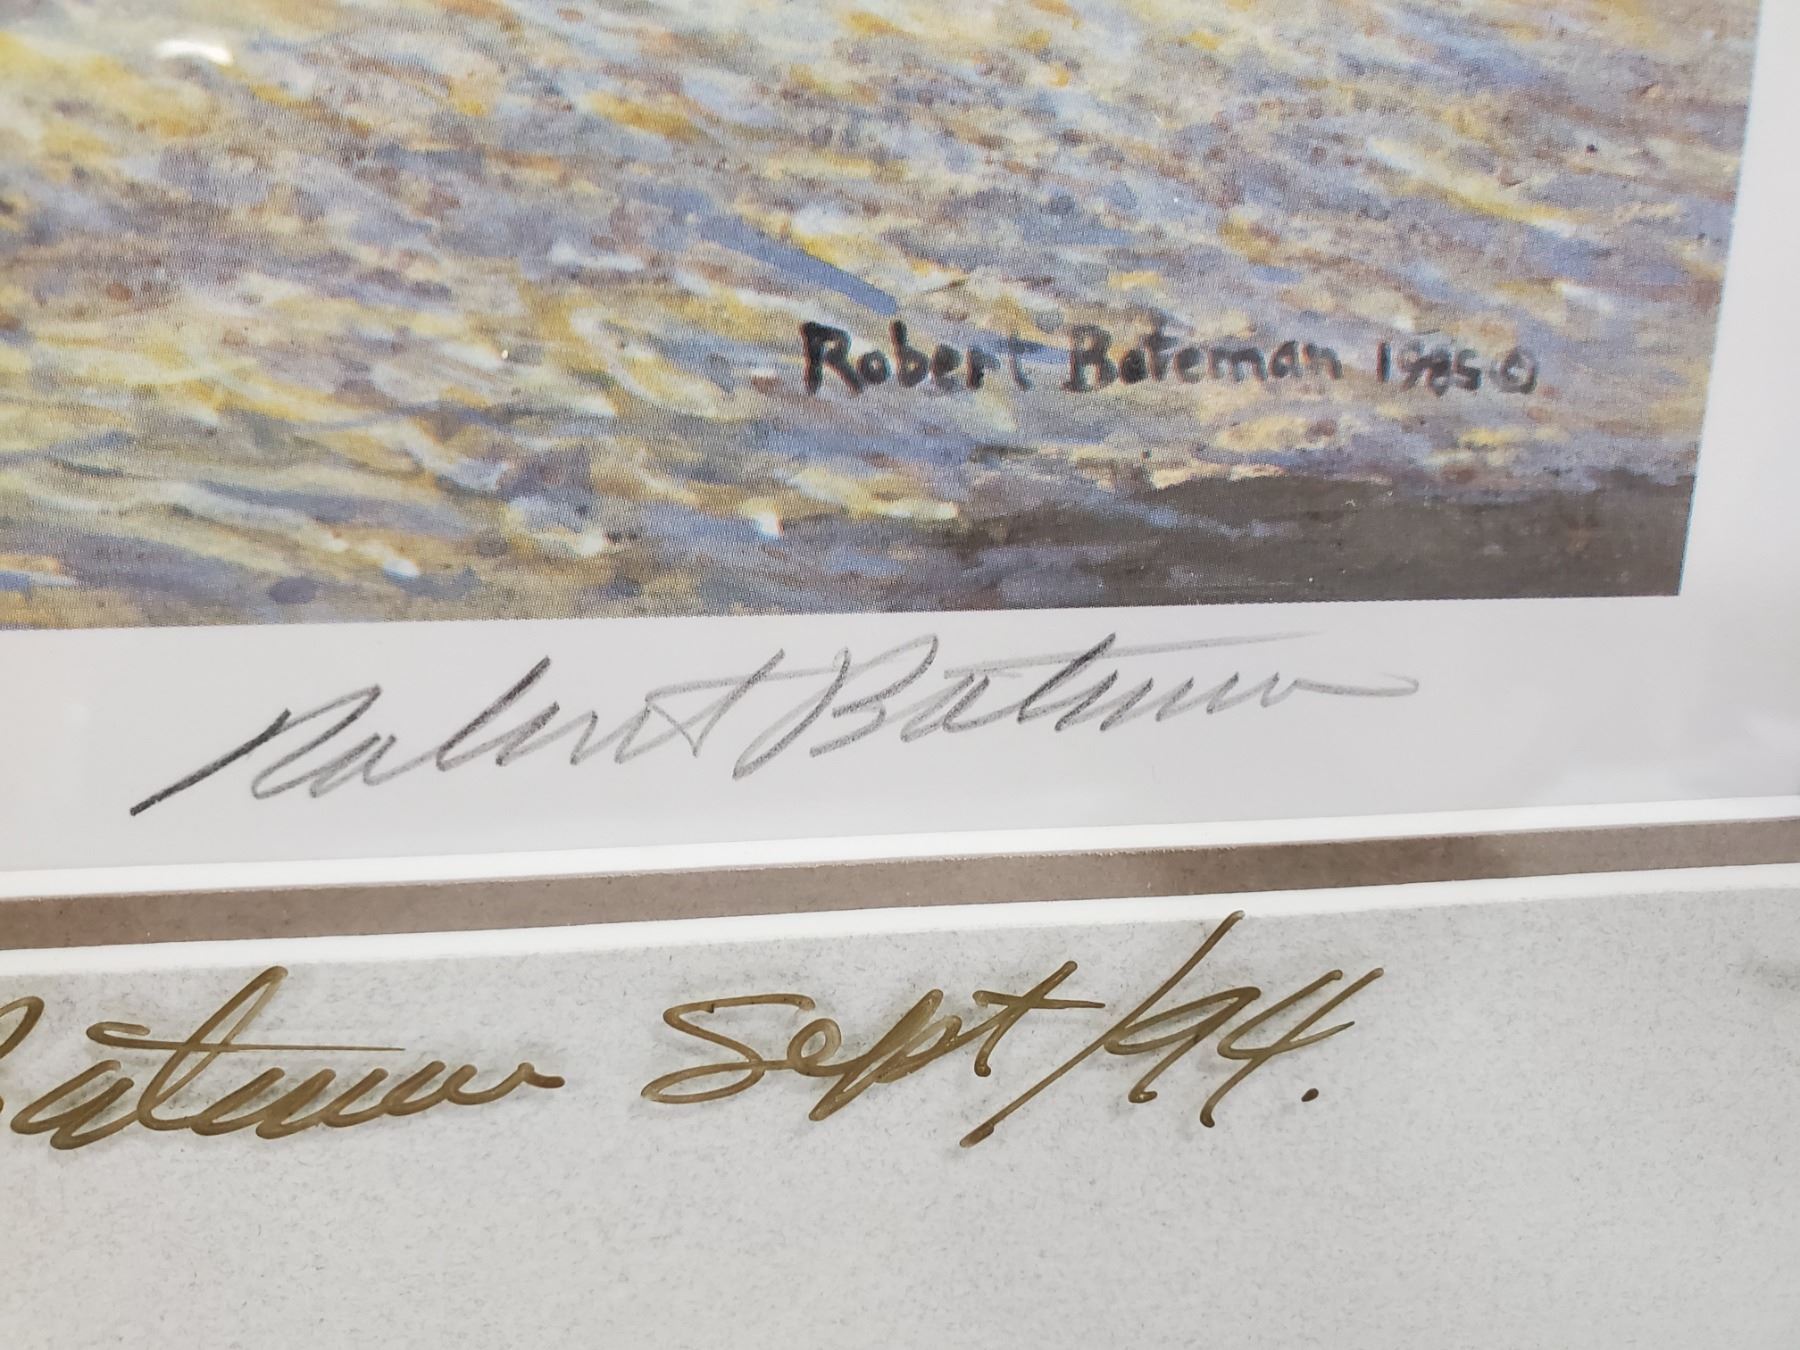 Robert Bateman 1985 ©
Robert Bateman
Bateman Sept/94.